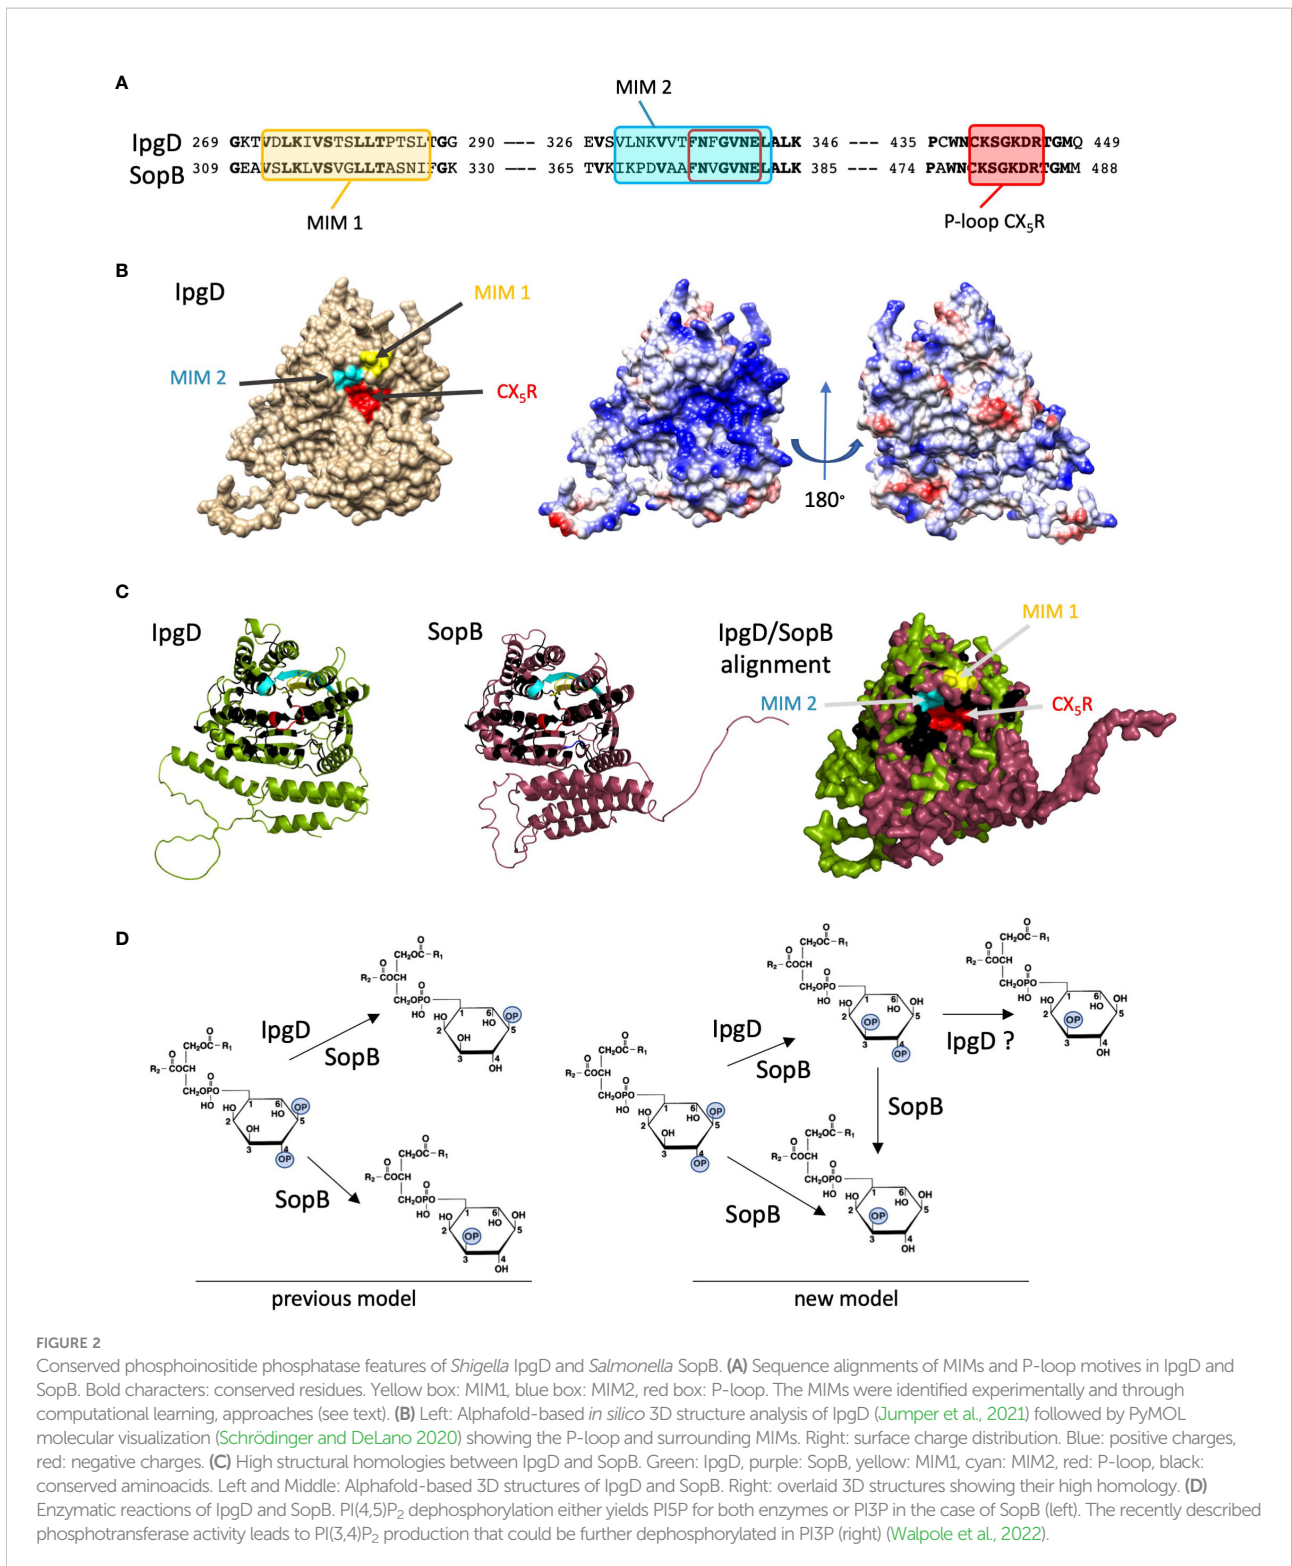 A
MIM 2
IpgD 269 GKTVDLKIVSTSLLTPTSLTGG 290 ---- 326 EVSVLNKVVTFNFGVNELALK 346 --- 435 PCWNCKSGKDRTGMQ 449
SopB 309 GEAVSLKLVSVGLLTASNIFGK 330 ---- 365 TVKIKPDVAAFNVGVNELALK 385 --- 474 PAWNCKSGKDRTGMM 488
MIM 1
P-loop CX5R
B
IpgD
MIM 1
MIM 2
CX5R
180°
C
IpgD
SopB
IpgD/SopB
alignment
MIM 1
MIM 2
CX5R
D
IpgD
SopB
SopB
previous model
IpgD
SopB
IpgD ?
SopB
SopB
new model
FIGURE 2
Conserved phosphoinositide phosphatase features of Shigella IpgD and Salmonella SopB. (A) Sequence alignments of MIMs and P-loop motives in IpgD and
SopB. Bold characters: conserved residues. Yellow box: MIM1, blue box: MIM2, red box: P-loop. The MIMs were identified experimentally and through
computational learning, approaches (see text). (B) Left: Alphafold-based in silico 3D structure analysis of IpgD (Jumper et al., 2021) followed by PyMOL
molecular visualization (Schrödinger and DeLano 2020) showing the P-loop and surrounding MIMs. Right: surface charge distribution. Blue: positive charges,
red: negative charges. (C) High structural homologies between IpgD and SopB. Green: IpgD, purple: SopB, yellow: MIM1, cyan: MIM2, red: P-loop, black:
conserved aminoacids. Left and Middle: Alphafold-based 3D structures of IpgD and SopB. Right: overlaid 3D structures showing their high homology. (D)
Enzymatic reactions of IpgD and SopB. PI(4,5)P2 dephosphorylation either yields PI5P for both enzymes or PI3P in the case of SopB (left). The recently described
phosphotransferase activity leads to PI(3,4)P2 production that could be further dephosphorylated in PI3P (right) (Walpole et al., 2022).